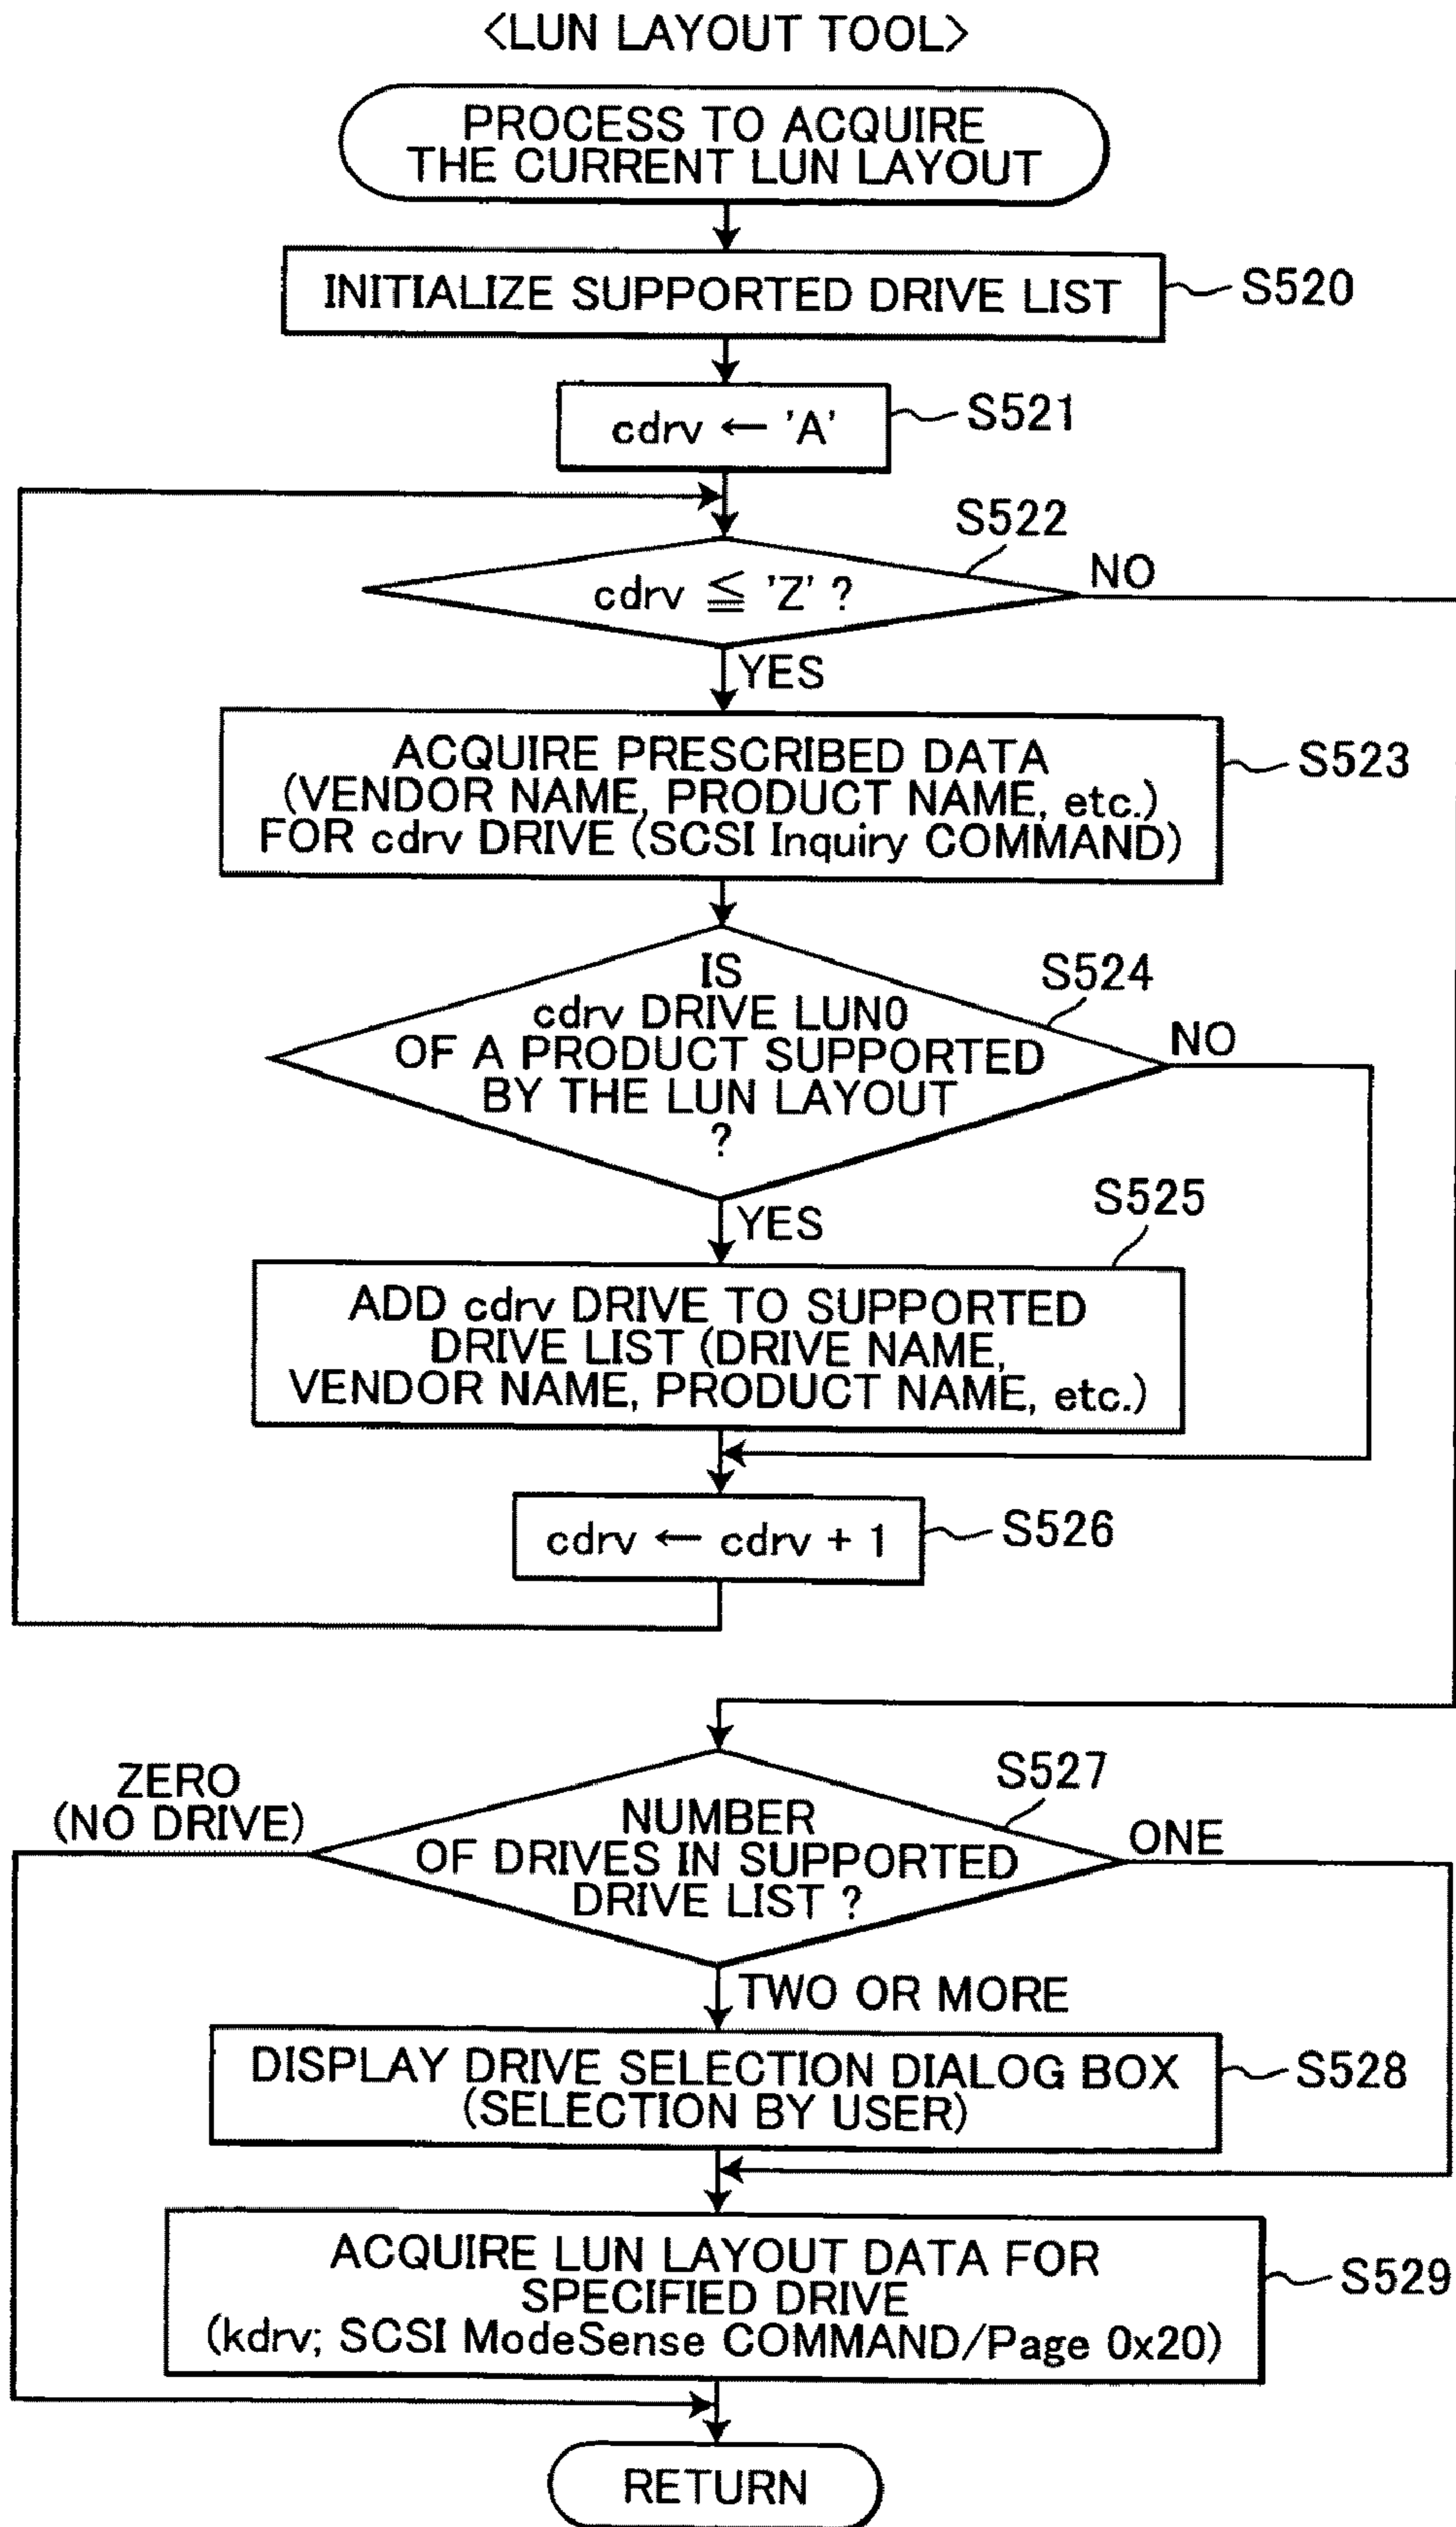 <LUN LAYOUT TOOL>
PROCESS TO ACQUIRE
THE CURRENT LUN LAYOUT
INITIALIZE SUPPORTED DRIVE LIST
S520
cdrv ← 'A'
S521
S522
cdrv ≦ 'Z' ?
NO
YES
ACQUIRE PRESCRIBED DATA
(VENDOR NAME, PRODUCT NAME, etc.)
FOR cdrv DRIVE (SCSI Inquiry COMMAND)
S523
IS
cdrv DRIVE LUN0
OF A PRODUCT SUPPORTED
BY THE LUN LAYOUT
?
S524
NO
YES
S525
ADD cdrv DRIVE TO SUPPORTED
DRIVE LIST (DRIVE NAME,
VENDOR NAME, PRODUCT NAME, etc.)
cdrv ← cdrv + 1
S526
ZERO
(NO DRIVE)
S527
NUMBER
OF DRIVES IN SUPPORTED
DRIVE LIST ?
ONE
TWO OR MORE
DISPLAY DRIVE SELECTION DIALOG BOX
(SELECTION BY USER)
S528
ACQUIRE LUN LAYOUT DATA FOR
SPECIFIED DRIVE
(kdrv; SCSI ModeSense COMMAND/Page 0x20)
S529
RETURN